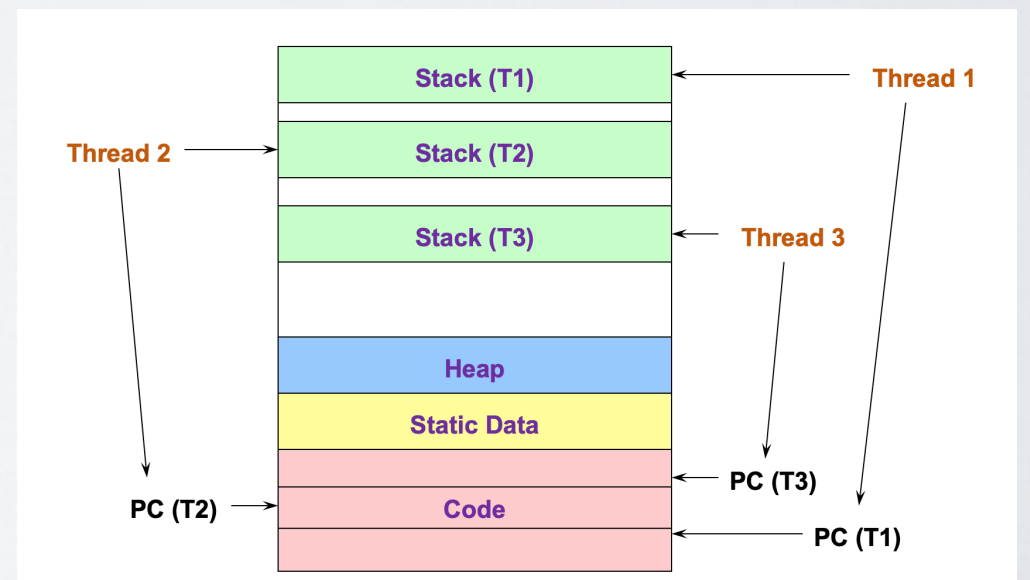 Stack (T1)
Thread 1
Thread 2
Stack (T2)
Stack (T3)
Thread 3
Heap
Static Data
PC (T3)
PC (T2)
Code
PC (T1)